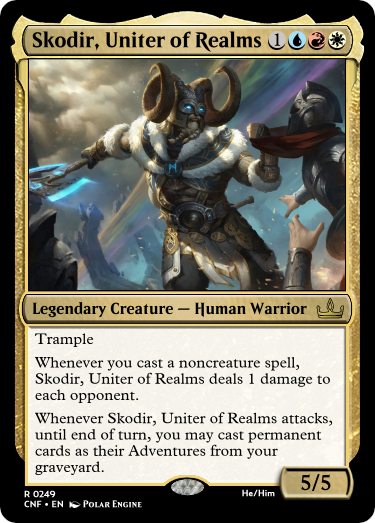 Skodir, Uniter of Realms 1
Legendary Creature — Human Warrior
Trample
Whenever you cast a noncreature spell,
Skodir, Uniter of Realms deals 1 damage to
each opponent.
Whenever Skodir, Uniter of Realms attacks,
until end of turn, you may cast permanent
cards as their Adventures from your
graveyard.
5/5
R 0249
He/Him
CNF • EN Polar Engine